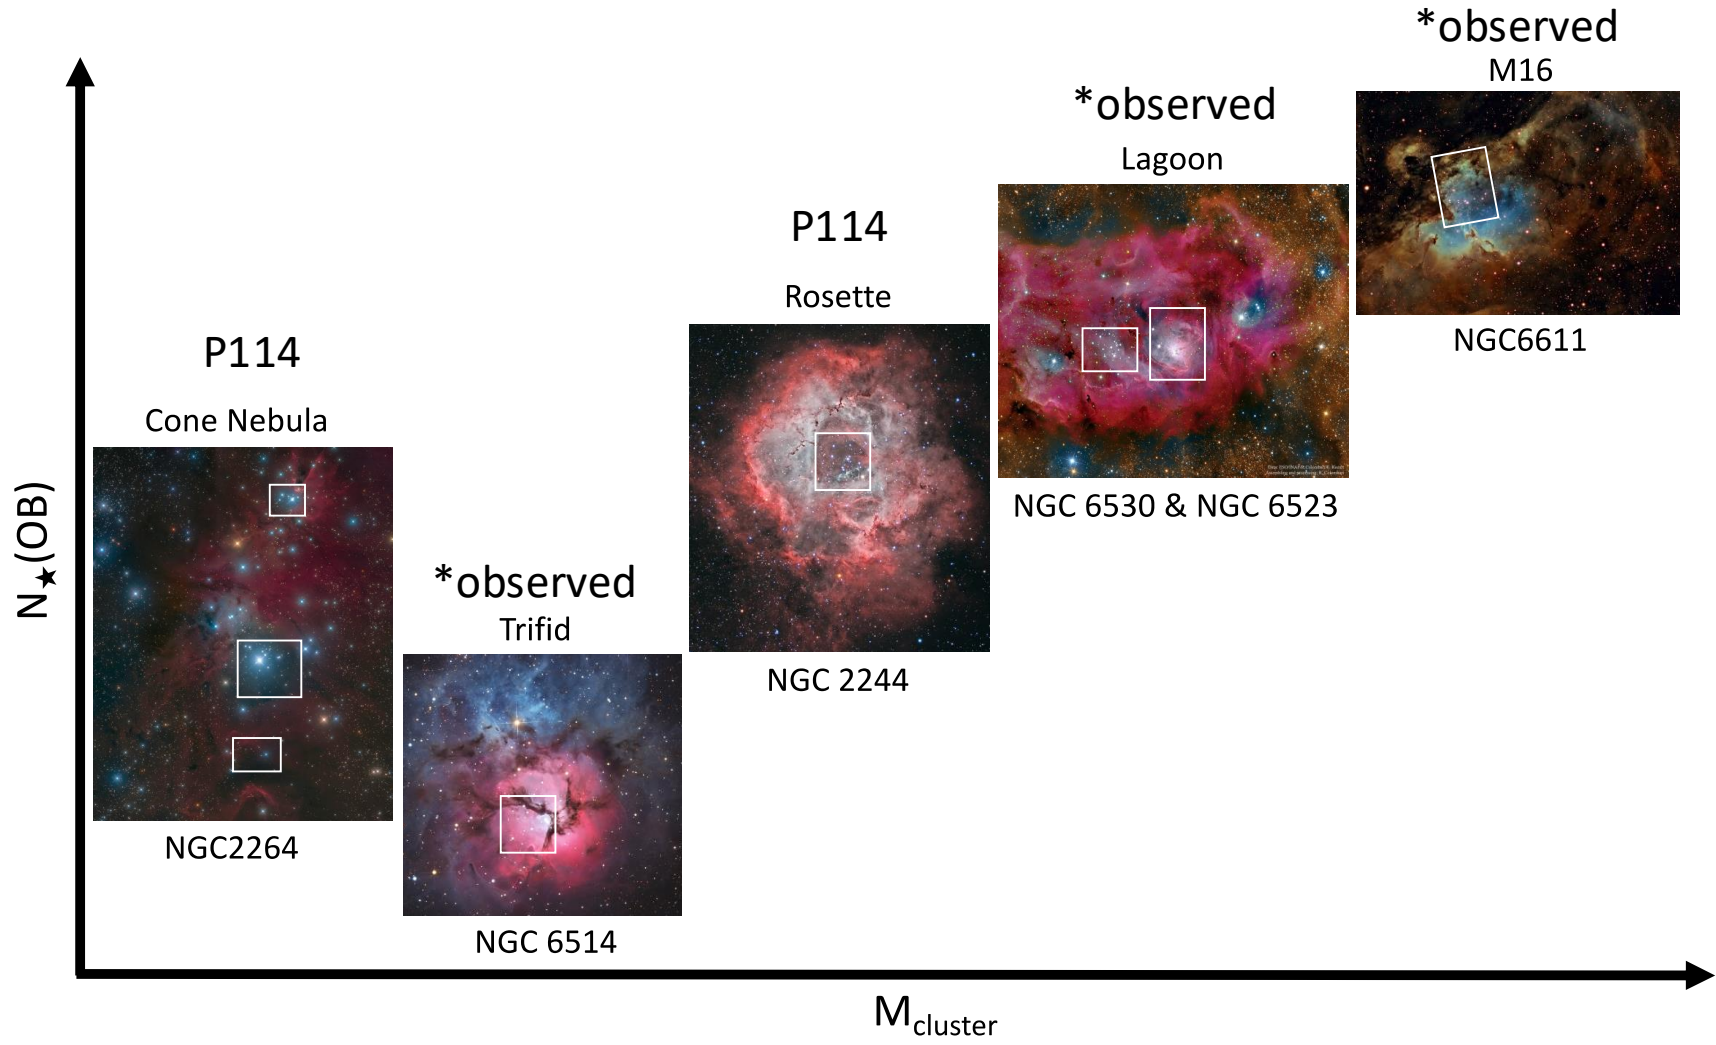 *observed
M16
*observed
Lagoon
P114
Rosette
NGC6611
P114
Cone Nebula
NGC 6530 & NGC 6523
N★(OB)
*observed
Trifid
NGC 2244
NGC2264
NGC 6514
Mcluster